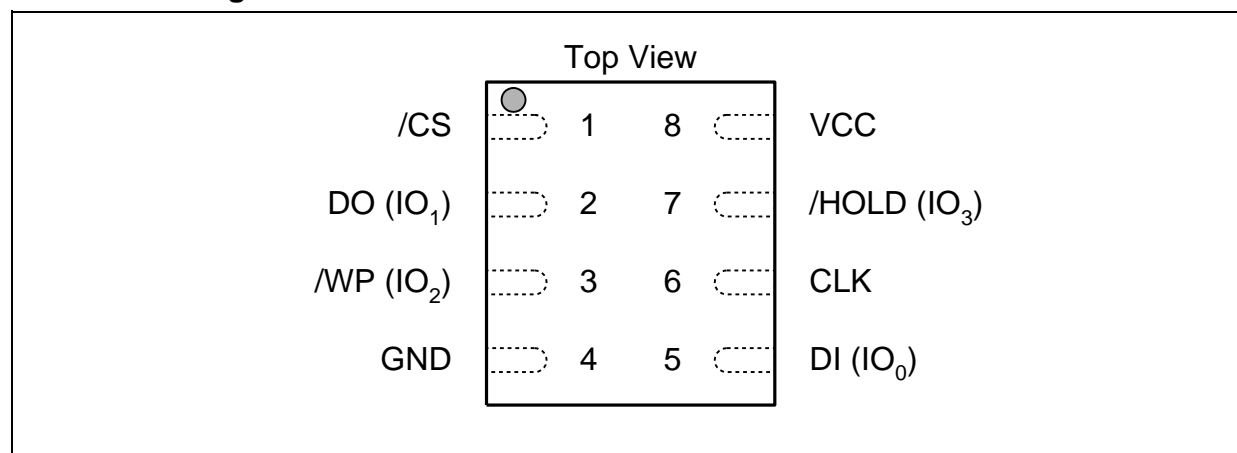 g
Top View
/CS 1 8 VCC
DO (IO₁) 2 7 /HOLD (IO₃)
/WP (IO₂) 3 6 CLK
GND 4 5 DI (IO₀)